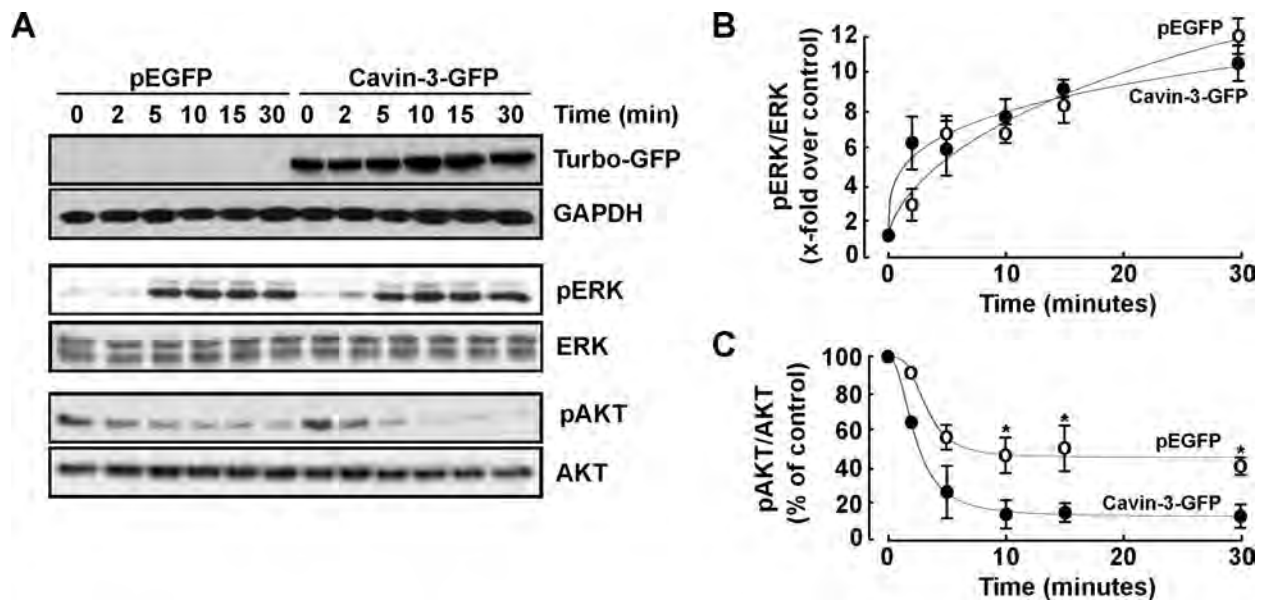 A
pEGFP Cavin-3-GFP
0 2 5 10 15 30 0 2 5 10 15 30 Time (min)
Turbo-GFP
GAPDH
pERK
ERK
pAKT
AKT
B
pERK/ERK
(x-fold over control)
12
10
8
6
4
2
0
pEGFP
Cavin-3-GFP
0 10 20 30
Time (minutes)
C
pAKT/AKT
(% of control)
100
80
60
40
20
0
* * *
pEGFP
Cavin-3-GFP
0 10 20 30
Time (minutes)